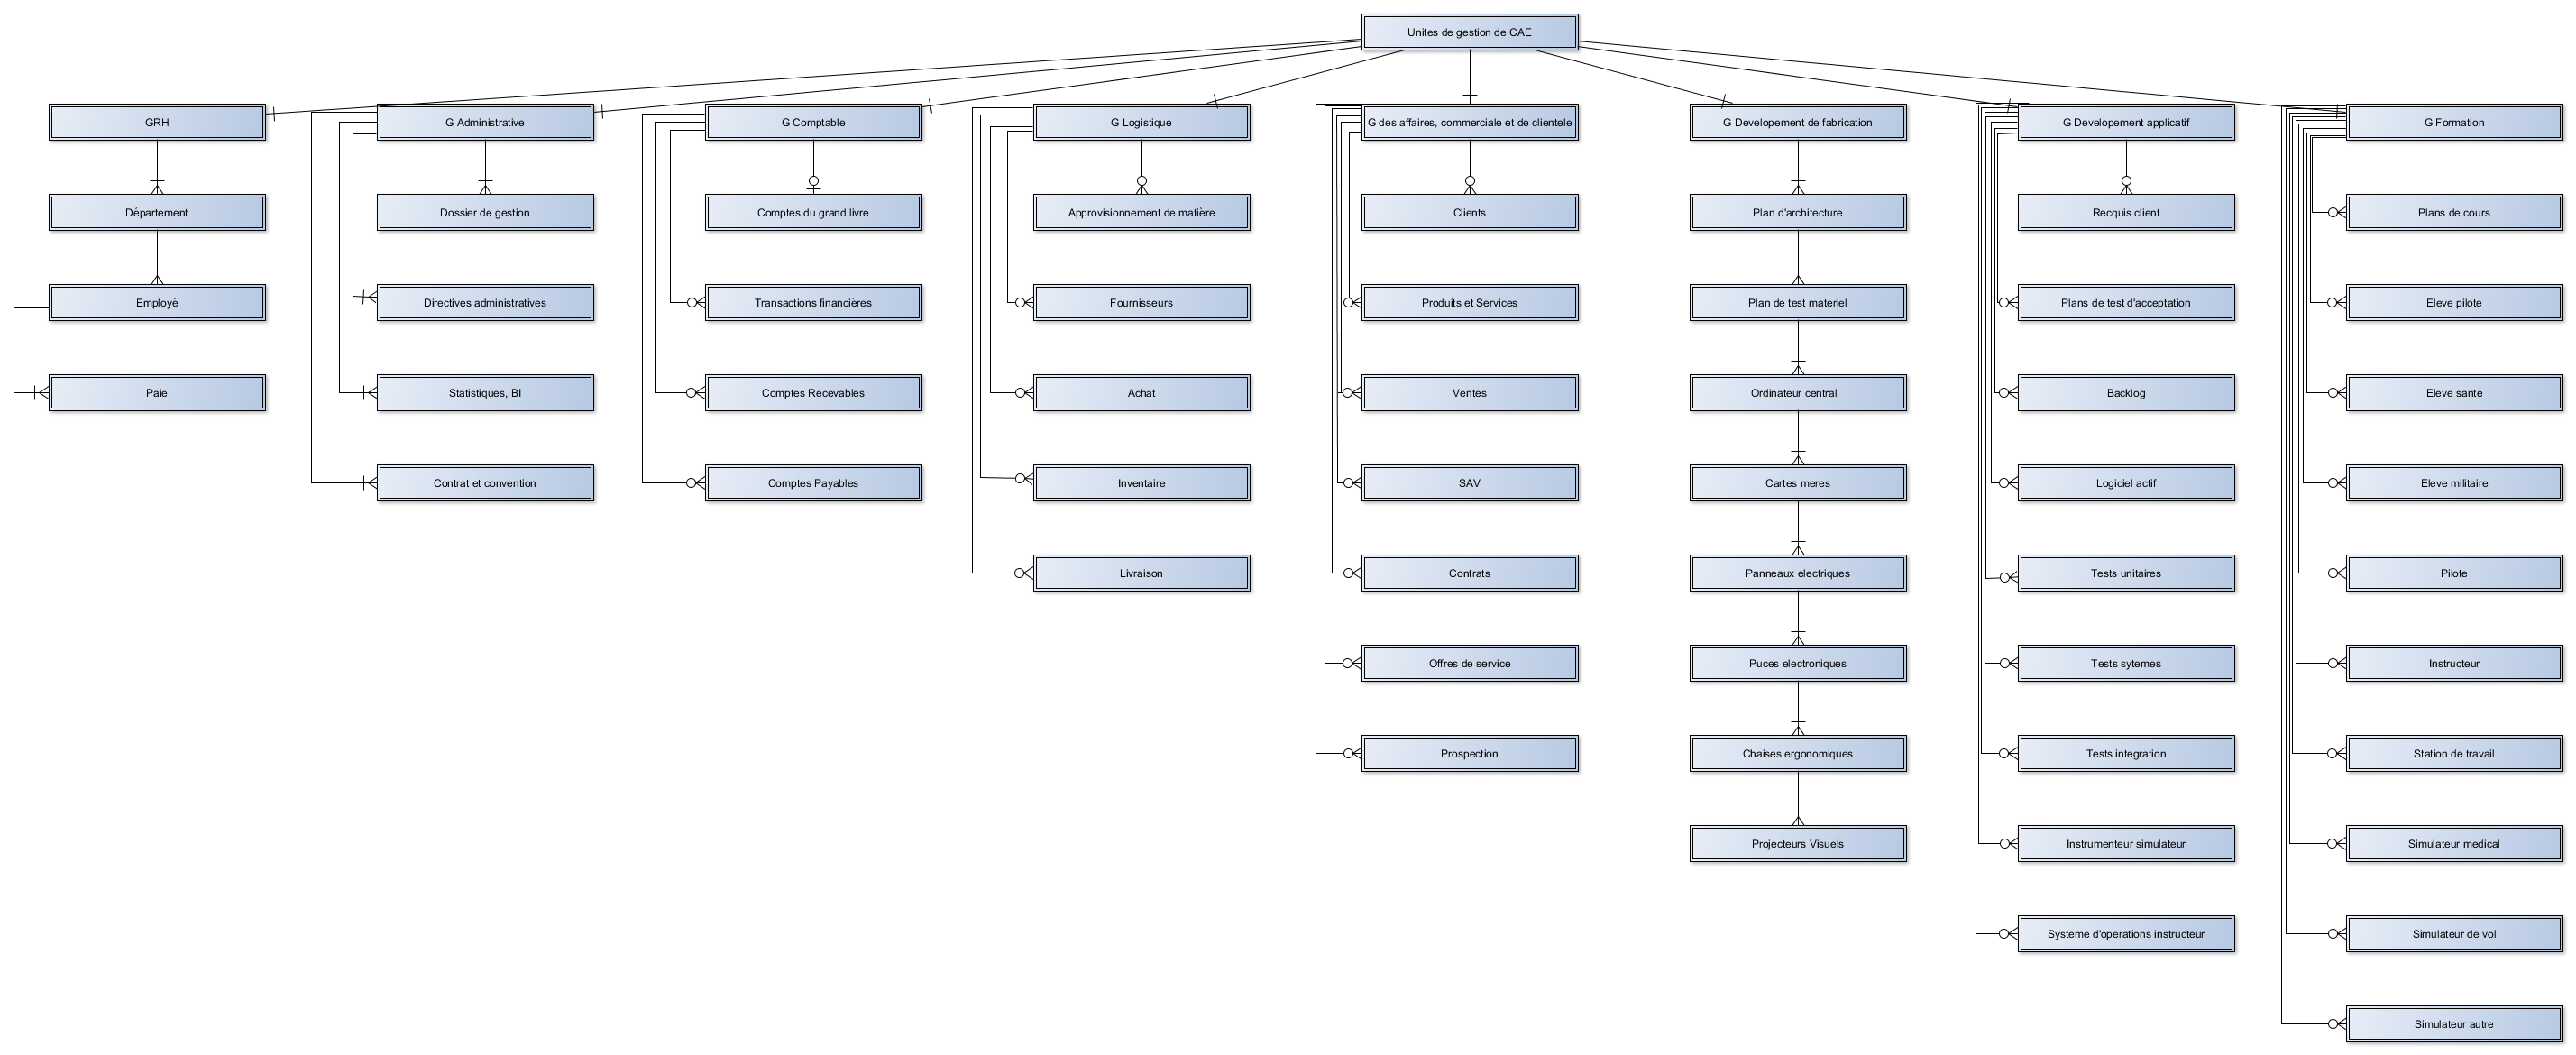 Unites de gestion de CAE
GRH
G Administrative
G Comptable
G Logistique
G des affaires, commerciale et de clientele
G Developement de fabrication
G Developement applicatif
G Formation
Département
Dossier de gestion
Comptes du grand livre
Approvisionnement de matière
Clients
Plan d'architecture
Recquis client
Plans de cours
Employé
Directives administratives
Transactions financières
Fournisseurs
Produits et Services
Plan de test materiel
Plans de test d'acceptation
Eleve pilote
Paie
Statistiques, BI
Comptes Recevables
Achat
Ventes
Ordinateur central
Backlog
Eleve sante
Contrat et convention
Comptes Payables
Inventaire
SAV
Cartes meres
Logiciel actif
Eleve militaire
Livraison
Contrats
Panneaux electriques
Tests unitaires
Pilote
Offres de service
Puces electroniques
Tests sytemes
Instructeur
Prospection
Chaises ergonomiques
Tests integration
Station de travail
Projecteurs Visuels
Instrumenteur simulateur
Simulateur medical
Systeme d'operations instructeur
Simulateur de vol
Simulateur autre